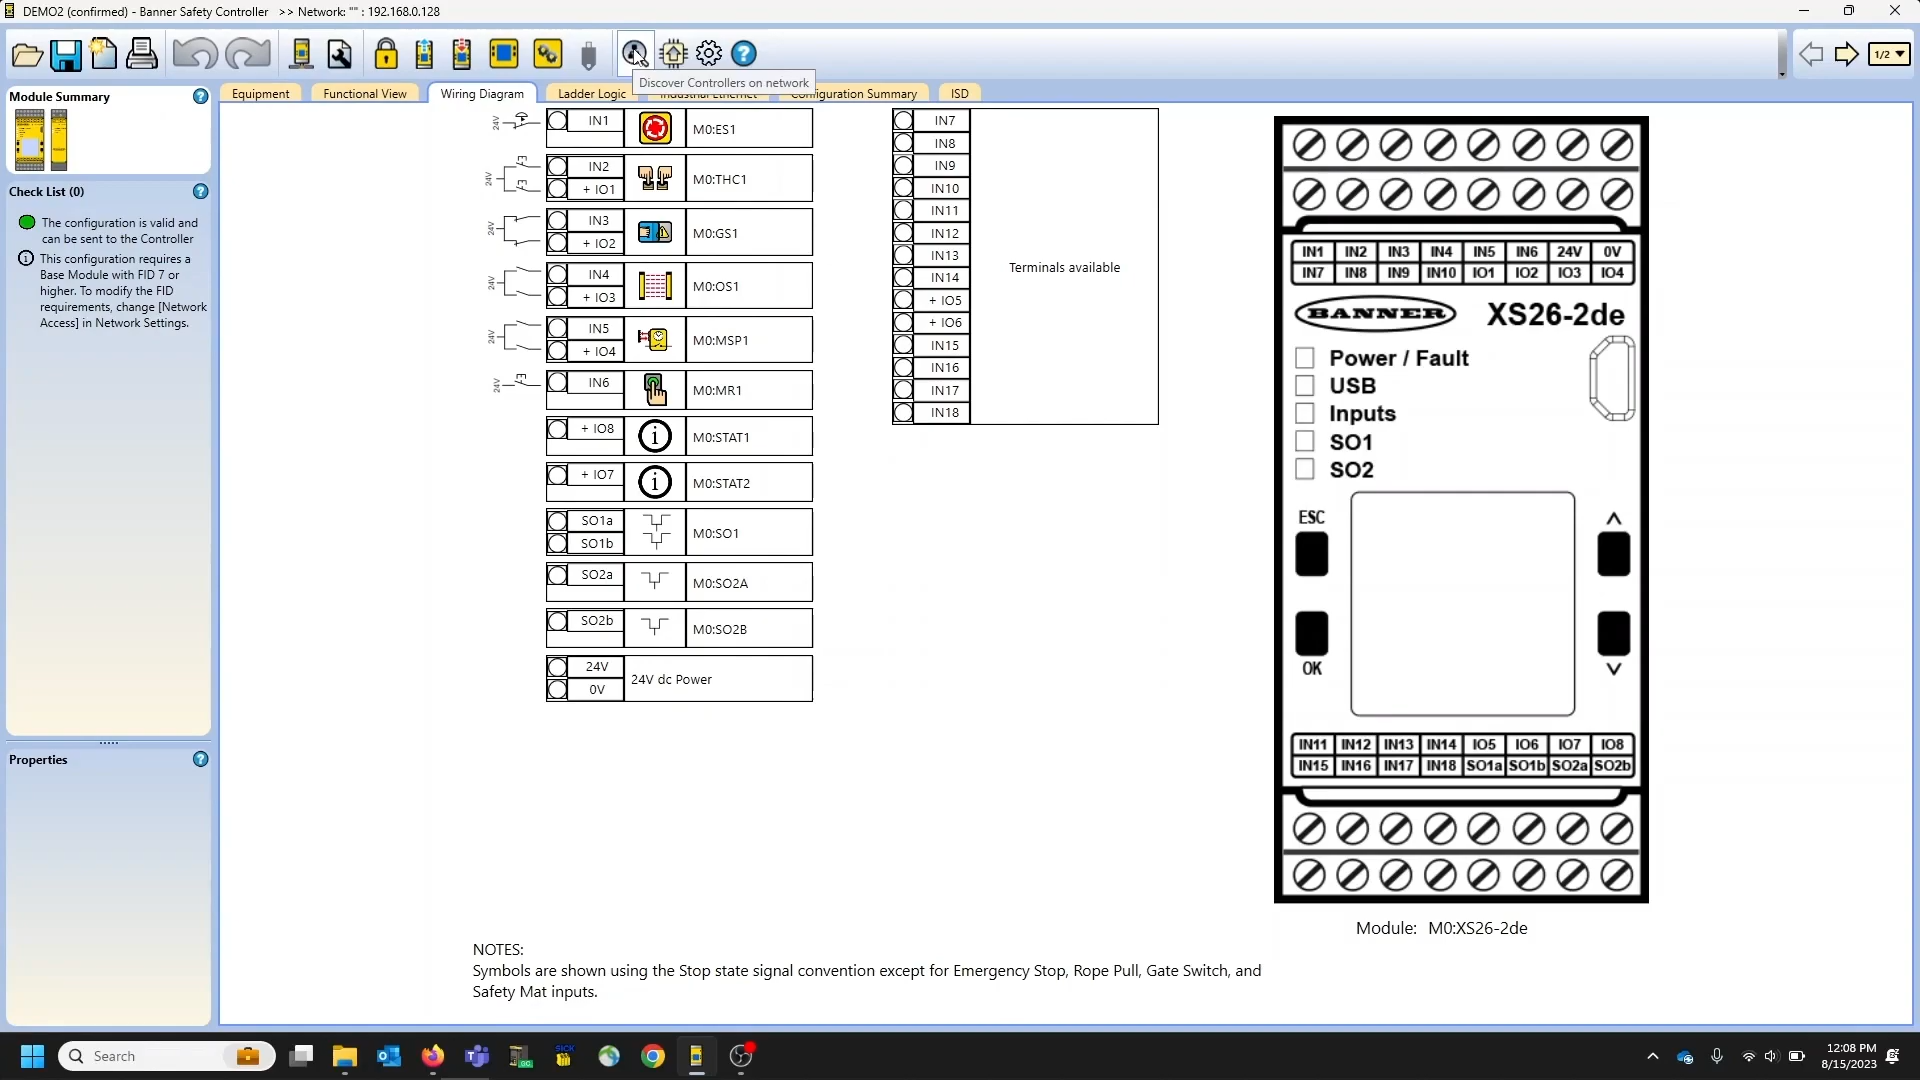 DEMO2 (confirmed) - Banner Safety Controller   >> Network: "" : 192.168.0.128
1/2
Discover Controllers on network
Module Summary
Equipment
Functional View
Wiring Diagram
Ladder Logic
Industrial Ethernet
Configuration Summary
ISD
Check List (0)
The configuration is valid and
can be sent to the Controller
This configuration requires a
Base Module with FID 7 or
higher. To modify the FID
requirements, change [Network
Access] in Network Settings.
Properties
24V
IN1
M0:ES1
24V
IN2
+ IO1
M0:THC1
24V
IN3
+ IO2
M0:GS1
24V
IN4
+ IO3
M0:OS1
24V
IN5
+ IO4
M0:MSP1
24V
IN6
M0:MR1
+ IO8
M0:STAT1
+ IO7
M0:STAT2
SO1a
SO1b
M0:SO1
SO2a
M0:SO2A
SO2b
M0:SO2B
24V
0V
24V dc Power
IN7
IN8
IN9
IN10
IN11
IN12
IN13
IN14
+ IO5
+ IO6
IN15
IN16
IN17
IN18
Terminals available
IN1 IN2 IN3 IN4 IN5 IN6 24V 0V
IN7 IN8 IN9 IN10 IO1 IO2 IO3 IO4
BANNER
XS26-2de
Power / Fault
USB
Inputs
SO1
SO2
ESC
OK
IN11 IN12 IN13 IN14 IO5 IO6 IO7 IO8
IN15 IN16 IN17 IN18 SO1a SO1b SO2a SO2b
Module:   M0:XS26-2de
NOTES:
Symbols are shown using the Stop state signal convention except for Emergency Stop, Rope Pull, Gate Switch, and
Safety Mat inputs.
Search
SICK
12:08 PM
8/15/2023